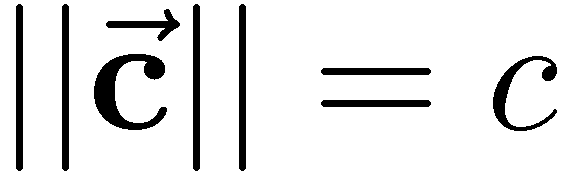 ||𝐜⃗|| = 𝑐